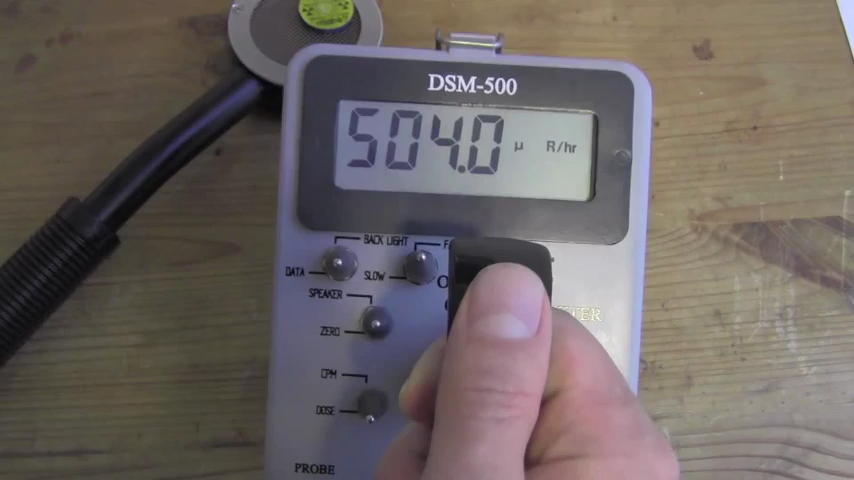 DSM-500
504.0 µ R/hr
BACK LIGHT
DATA
SLOW
SPEAKER
ZERO
CPM
DOSE
PROBE